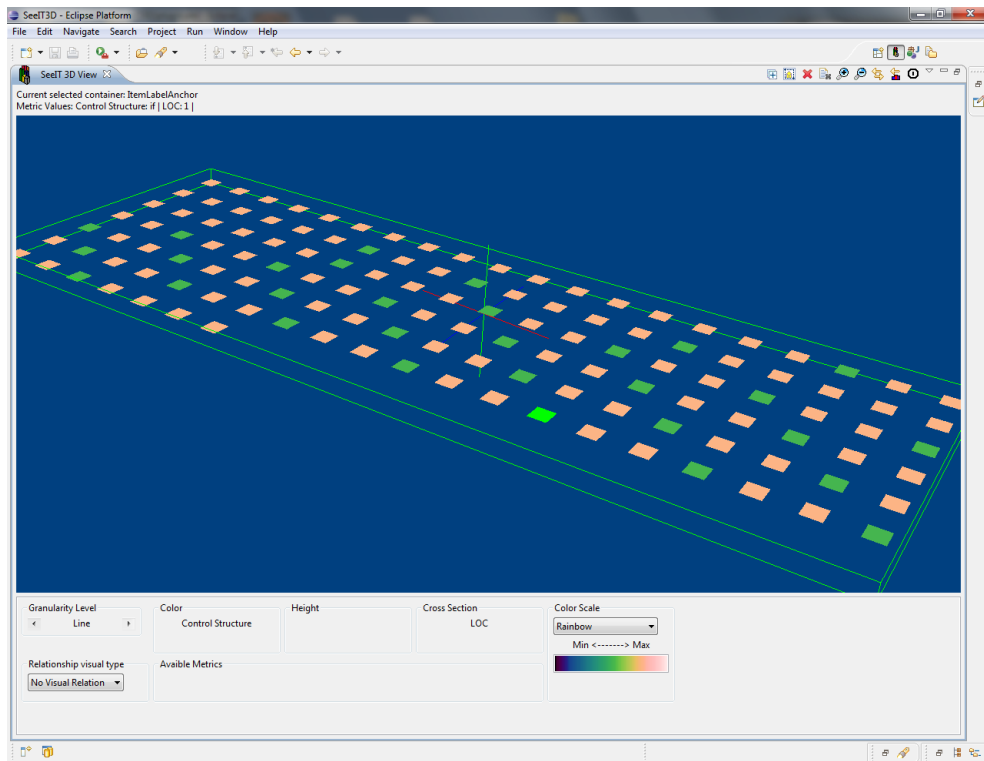 SeeIT3D - Eclipse Platform
File Edit Navigate Search Project Run Window Help
SeeIT 3D View
Current selected container: ItemLabelAnchor
Metric Values: Control Structure: if | LOC: 1 |
Granularity Level
Line
Color
Control Structure
Height
Cross Section
LOC
Color Scale
Rainbow
Min <-------> Max
Relationship visual type
No Visual Relation
Avaible Metrics